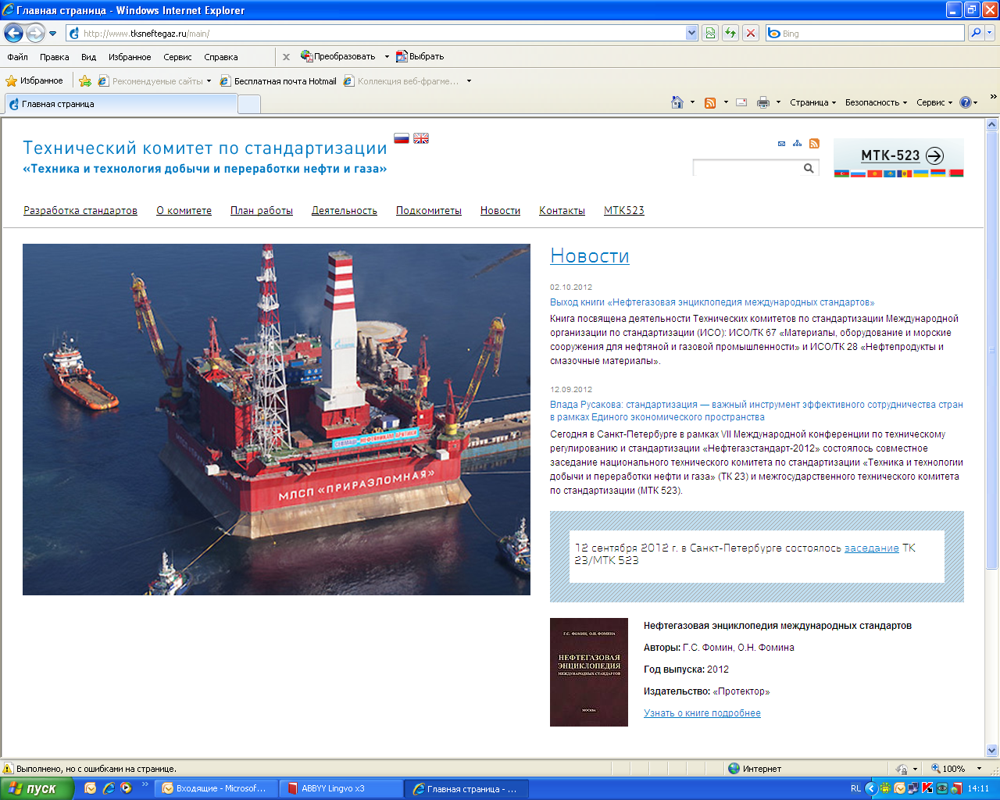 Главная страница - Windows Internet Explorer
http://www.tksneftegaz.ru/main/
Bing
Файл Правка Вид Избранное Сервис Справка
Преобразовать Выбрать
Избранное Рекомендуемые сайты Бесплатная почта Hotmail Коллекция веб-фрагме...
Главная страница
Страница Безопасность Сервис
Технический комитет по стандартизации
«Техника и технология добычи и переработки нефти и газа»
МТК-523
Разработка стандартов О комитете План работы Деятельность Подкомитеты Новости Контакты МТК523
СЕВМАШ - НЕФТЯНИКАМ АРКТИКИ
МЛСП «ПРИРАЗЛОМНАЯ»
Новости
02.10.2012
Выход книги «Нефтегазовая энциклопедия международных стандартов»
Книга посвящена деятельности Технических комитетов по стандартизации Международной
организации по стандартизации (ИСО): ИСО/ТК 67 «Материалы, оборудование и морские
сооружения для нефтяной и газовой промышленности» и ИСО/ТК 28 «Нефтепродукты и
смазочные материалы».
12.09.2012
Влада Русакова: стандартизация — важный инструмент эффективного сотрудничества стран
в рамках Единого экономического пространства
Сегодня в Санкт-Петербурге в рамках VII Международной конференции по техническому
регулированию и стандартизации «Нефтегазстандарт-2012» состоялось совместное
заседание национального технического комитета по стандартизации «Техника и технологии
добычи и переработки нефти и газа» (ТК 23) и межгосударственного технического комитета
по стандартизации (МТК 523).
12 сентября 2012 г. в Санкт-Петербурге состоялось заседание ТК
23/МТК 523
Г.С. ФОМИН, О.Н. ФОМИНА
НЕФТЕГАЗОВАЯ
ЭНЦИКЛОПЕДИЯ
МЕЖДУНАРОДНЫХ СТАНДАРТОВ
МОСКВА
Нефтегазовая энциклопедия международных стандартов
Авторы: Г.С. Фомин, О.Н. Фомина
Год выпуска: 2012
Издательство: «Протектор»
Узнать о книге подробнее
Выполнено, но с ошибками на странице.
Интернет
100%
пуск
Входящие - Microsof...
ABBYY Lingvo x3
Главная страница - ...
RL
14:11